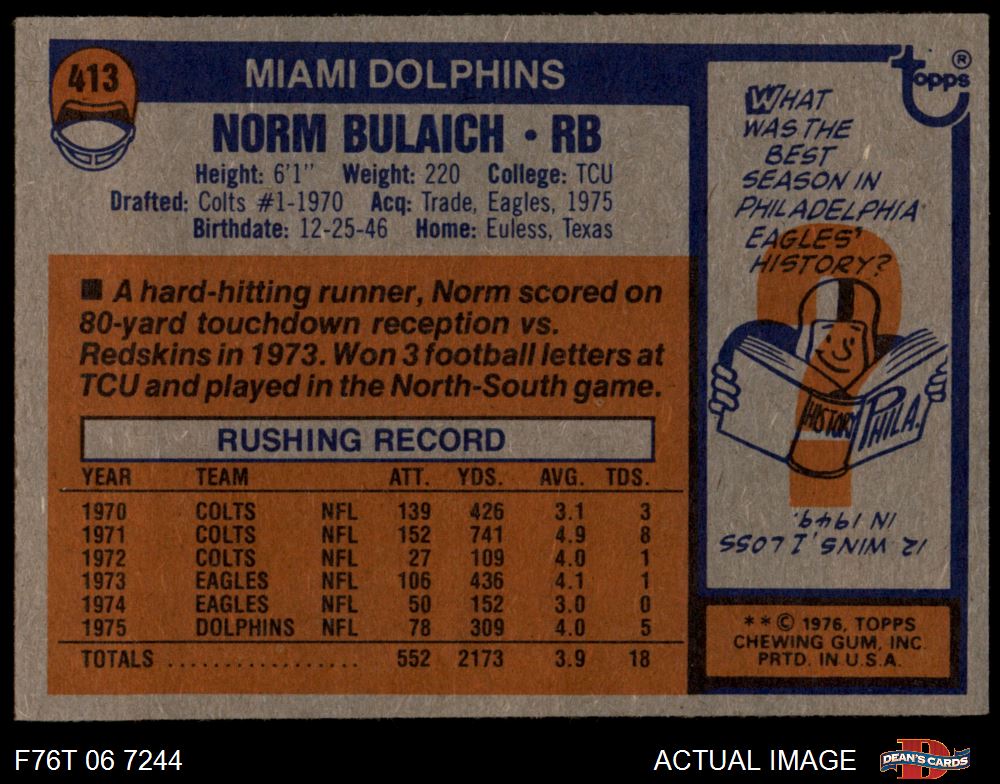 413
MIAMI DOLPHINS
NORM BULAICH • RB
Height: 6'1" Weight: 220 College: TCU
Drafted: Colts #1-1970 Acq: Trade, Eagles, 1975
Birthdate: 12-25-46 Home: Euless, Texas
■ A hard-hitting runner, Norm scored on
80-yard touchdown reception vs.
Redskins in 1973. Won 3 football letters at
TCU and played in the North-South game.
RUSHING RECORD
YEAR TEAM ATT. YDS. AVG. TDS.
1970 COLTS NFL 139 426 3.1 3
1971 COLTS NFL 152 741 4.9 8
1972 COLTS NFL 27 109 4.0 1
1973 EAGLES NFL 106 436 4.1 1
1974 EAGLES NFL 50 152 3.0 0
1975 DOLPHINS NFL 78 309 4.0 5
TOTALS .................. 552 2173 3.9 18
Topps ®
WHAT
WAS THE
BEST
SEASON IN
PHILADELPHIA
EAGLES'
HISTORY?
?
HISTORY PHILA.
12 WINS, 1 LOSS
IN 1949.
* * © 1976, TOPPS
CHEWING GUM, INC.
PRTD. IN U.S.A.
F76T 06 7244 ACTUAL IMAGE
DEAN'S CARDS